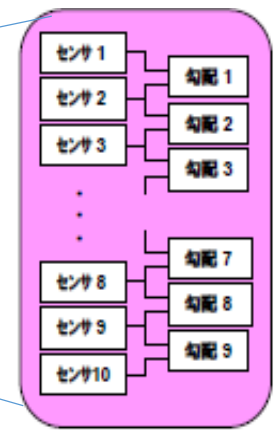 センサ 1
勾配 1
センサ 2
勾配 2
センサ 3
勾配 3
・
・
・
勾配 7
センサ 8
勾配 8
センサ 9
勾配 9
センサ10